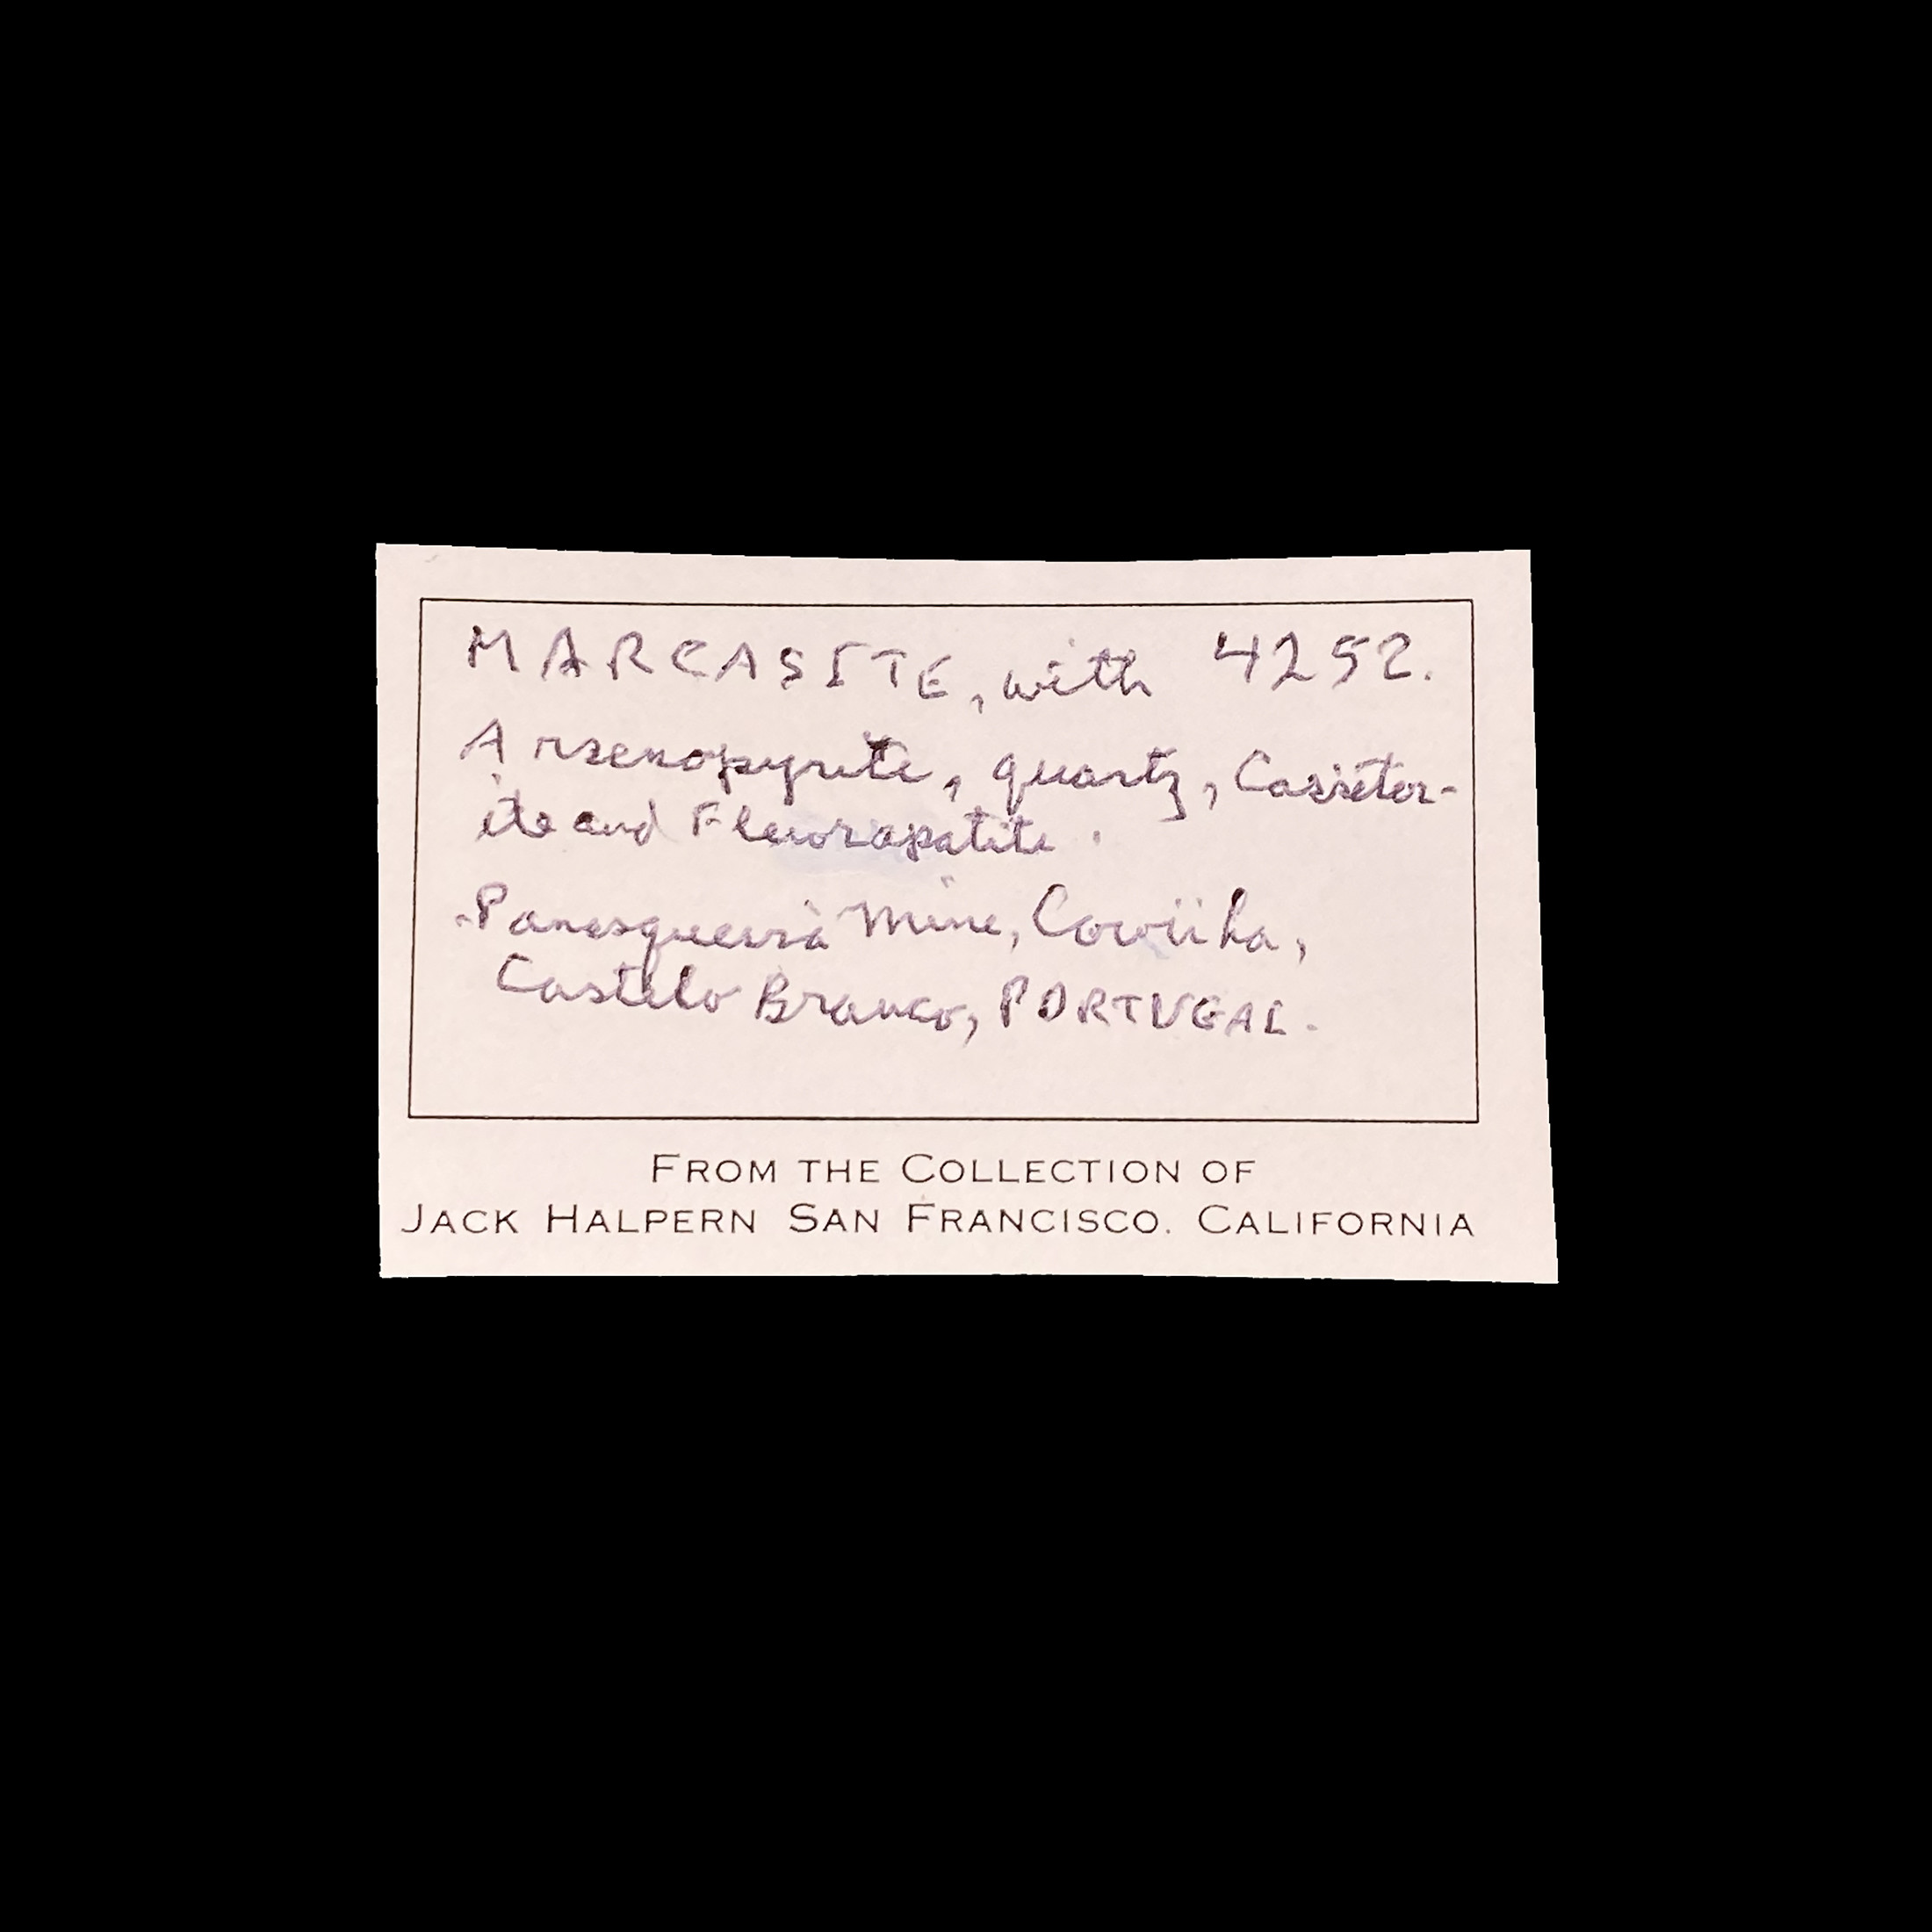 MARCASITE, with 4252.
Arsenopyrite, quartz, Cassiter-
ite and Fluorapatite.
Panasqueira Mine, Coviiha,
Castelo Branco, PORTUGAL.
FROM THE COLLECTION OF
JACK HALPERN SAN FRANCISCO. CALIFORNIA